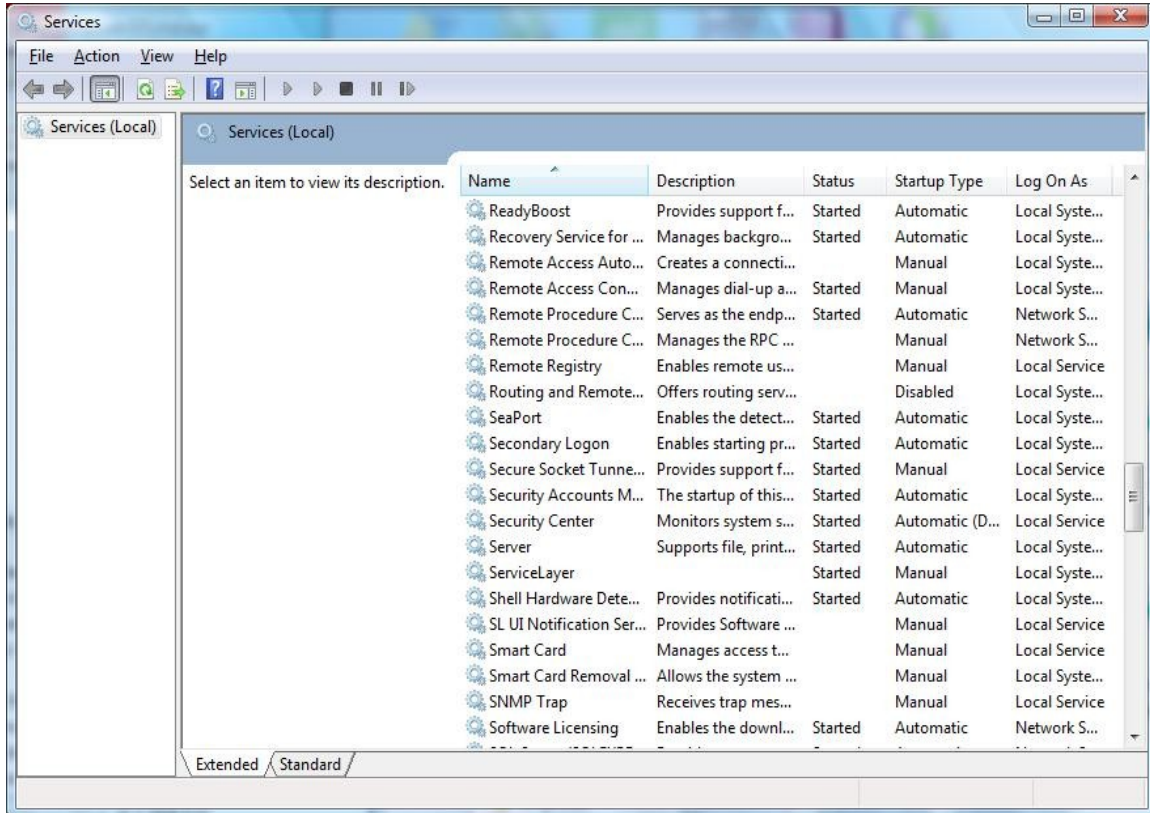 Services
File Action View Help
Services (Local)
Services (Local)
Select an item to view its description.
Name Description Status Startup Type Log On As
ReadyBoost Provides support f... Started Automatic Local Syste...
Recovery Service for ... Manages backgro... Started Automatic Local Syste...
Remote Access Auto... Creates a connecti... Manual Local Syste...
Remote Access Con... Manages dial-up a... Started Manual Local Syste...
Remote Procedure C... Serves as the endp... Started Automatic Network S...
Remote Procedure C... Manages the RPC ... Manual Network S...
Remote Registry Enables remote us... Manual Local Service
Routing and Remote... Offers routing serv... Disabled Local Syste...
SeaPort Enables the detect... Started Automatic Local Syste...
Secondary Logon Enables starting pr... Started Automatic Local Syste...
Secure Socket Tunne... Provides support f... Started Manual Local Service
Security Accounts M... The startup of this... Started Automatic Local Syste...
Security Center Monitors system s... Started Automatic (D... Local Service
Server Supports file, print... Started Automatic Local Syste...
ServiceLayer Started Manual Local Syste...
Shell Hardware Dete... Provides notificati... Started Automatic Local Syste...
SL UI Notification Ser... Provides Software ... Manual Local Service
Smart Card Manages access t... Manual Local Service
Smart Card Removal ... Allows the system ... Manual Local Syste...
SNMP Trap Receives trap mes... Manual Local Service
Software Licensing Enables the downl... Started Automatic Network S...
Extended Standard